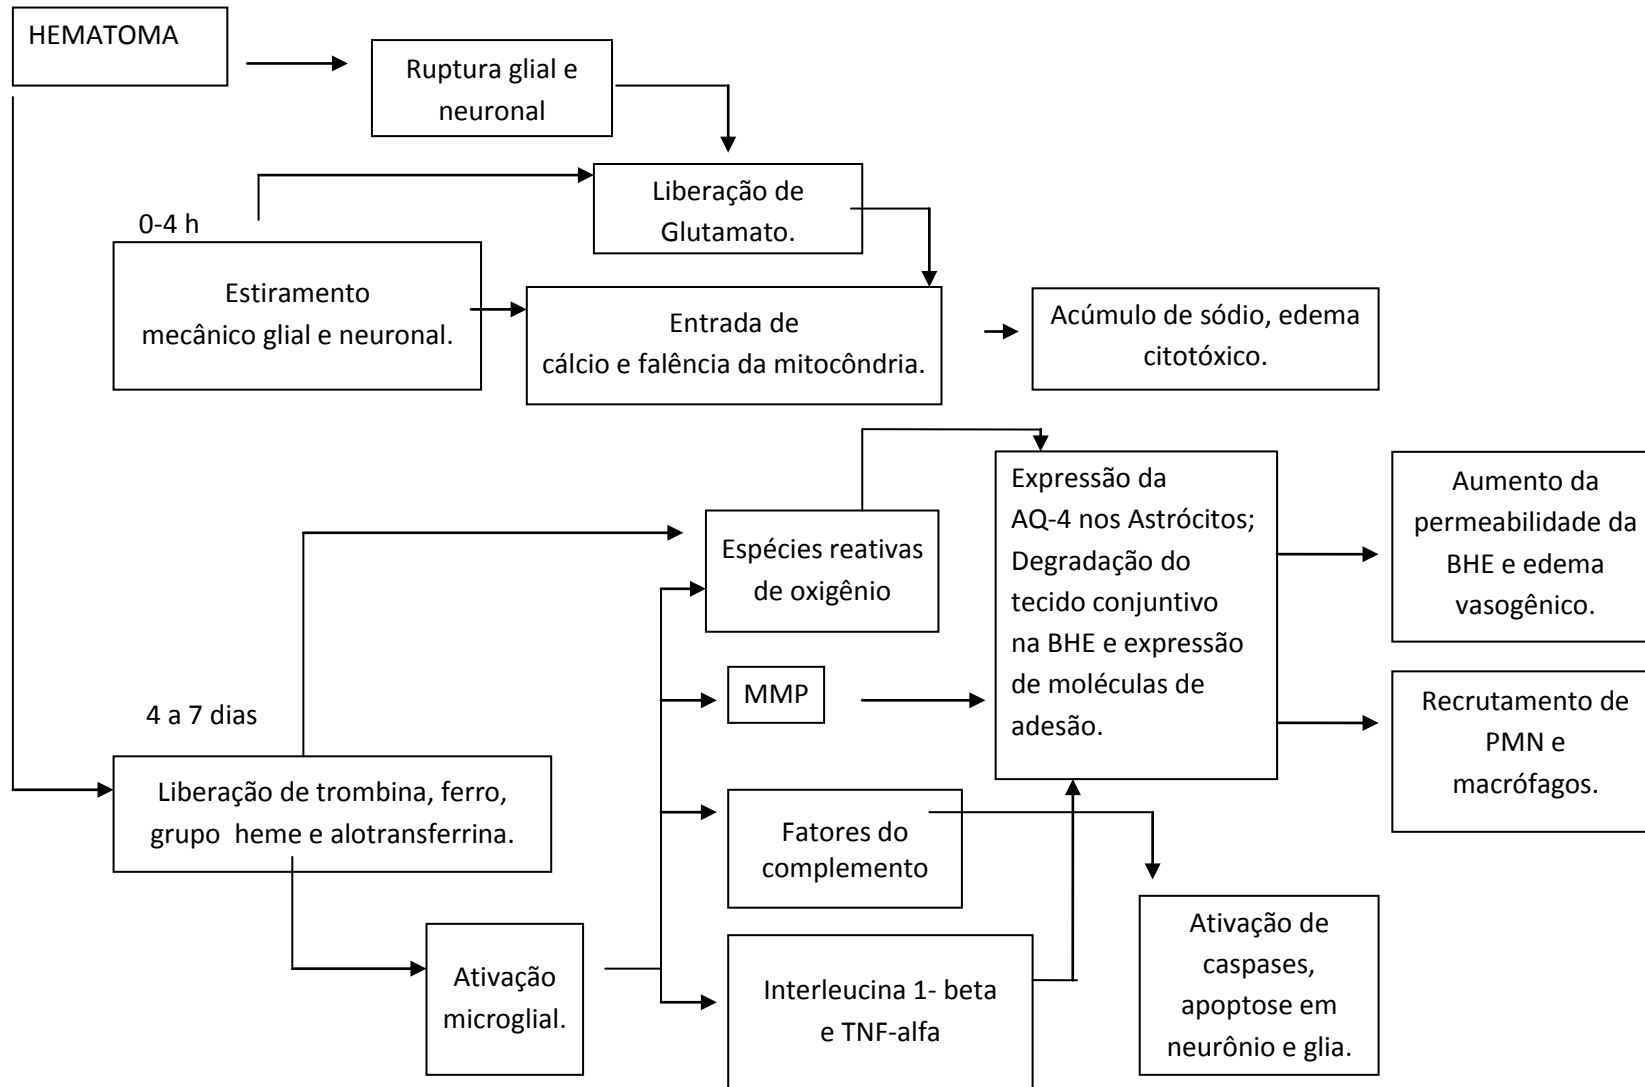 HEMATOMA
Ruptura glial e
neuronal
Liberação de
Glutamato.
0-4 h
Estiramento
mecânico glial e neuronal.
Entrada de
cálcio e falência da mitocôndria.
Acúmulo de sódio, edema
citotóxico.
Espécies reativas
de oxigênio
Expressão da
AQ-4 nos Astrócitos;
Degradação do
tecido conjuntivo
na BHE e expressão
de moléculas de
adesão.
Aumento da
permeabilidade da
BHE e edema
vasogênico.
MMP
Recrutamento de
PMN e
macrófagos.
4 a 7 dias
Liberação de trombina, ferro,
grupo heme e alotransferrina.
Fatores do
complemento
Ativação
microglial.
Interleucina 1- beta
e TNF-alfa
Ativação de
caspases,
apoptose em
neurônio e glia.